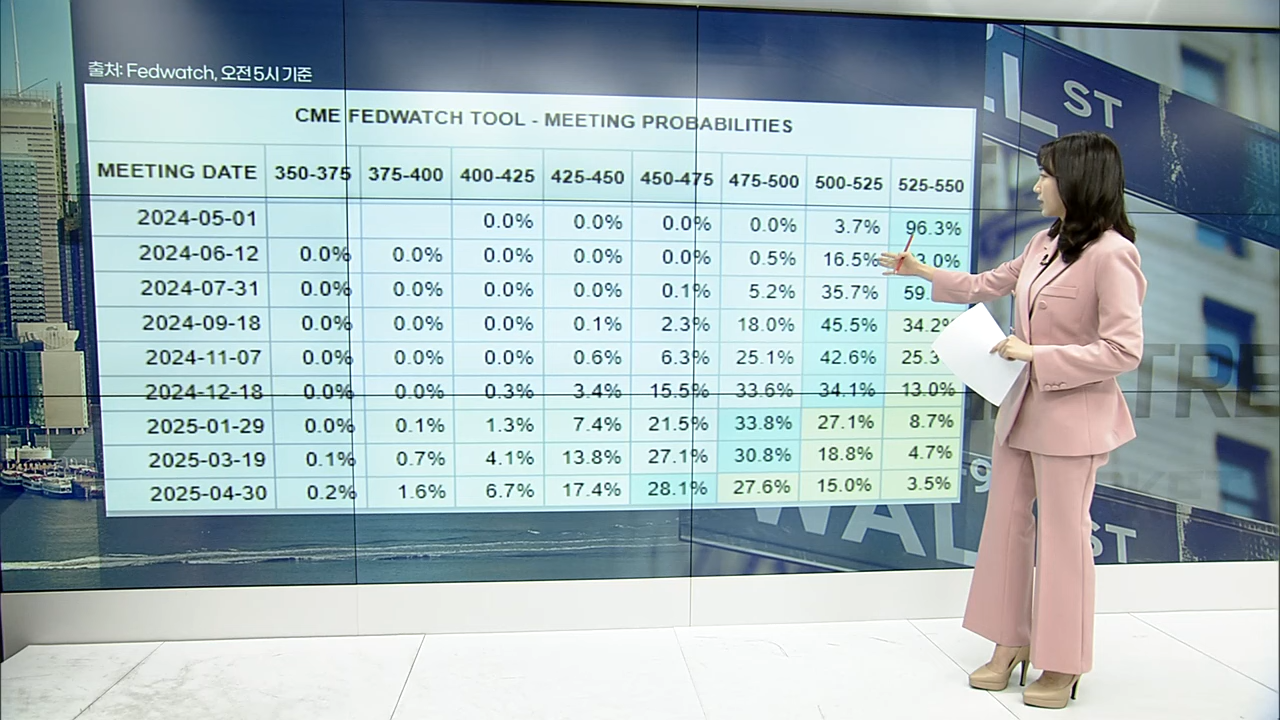 출처: Fedwatch, 오전 5시 기준
CME FEDWATCH TOOL - MEETING PROBABILITIES
MEETING DATE 350-375 375-400 400-425 425-450 450-475 475-500 500-525 525-550
2024-05-01 0.0% 0.0% 0.0% 0.0% 3.7% 96.3%
2024-06-12 0.0% 0.0% 0.0% 0.0% 0.0% 0.5% 16.5%
2024-07-31 0.0% 0.0% 0.0% 0.0% 0.1% 5.2% 35.7% 59.
2024-09-18 0.0% 0.0% 0.0% 0.1% 2.3% 18.0% 45.5% 34.2%
2024-11-07 0.0% 0.0% 0.0% 0.6% 6.3% 25.1% 42.6% 25.3
2024-12-18 0.0% 0.0% 0.3% 3.4% 15.5% 33.6% 34.1% 13.0%
2025-01-29 0.0% 0.1% 1.3% 7.4% 21.5% 33.8% 27.1% 8.7%
2025-03-19 0.1% 0.7% 4.1% 13.8% 27.1% 30.8% 18.8% 4.7%
2025-04-30 0.2% 1.6% 6.7% 17.4% 28.1% 27.6% 15.0% 3.5%
L ST
WAL ST